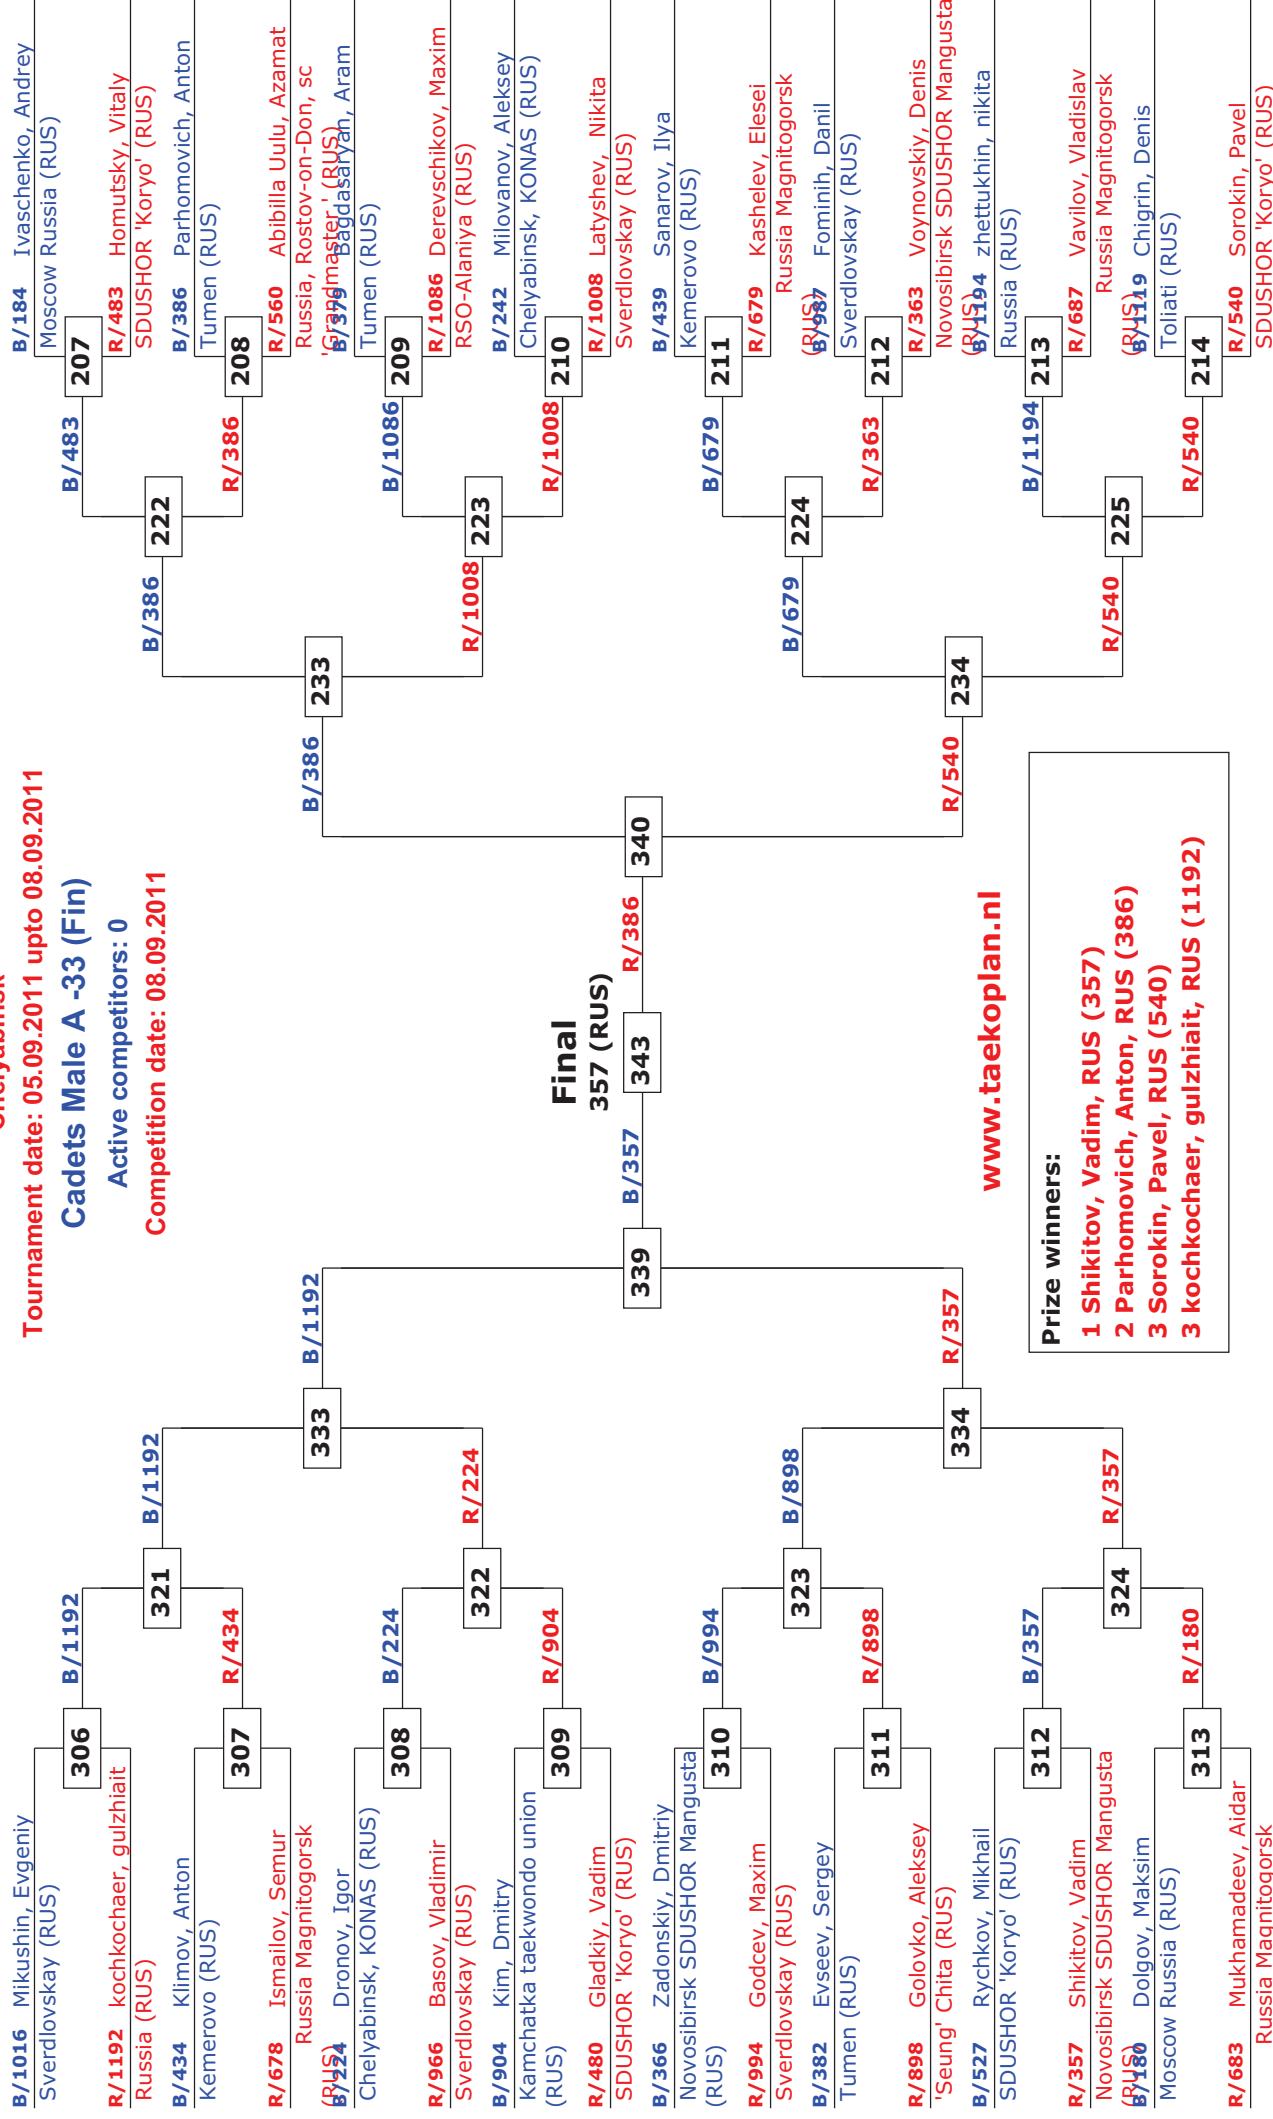 Tournament date: 05.09.2011 upto 08.09.2011
Cadets Male A -33 (Fin)
Active competitors: 0
Competition date: 08.09.2011
B/1016 Mikushin, Evgeniy
Sverdlovskay (RUS)
R/1192 kochkochaer, gulzhiait
Russia (RUS)
B/434 Klimov, Anton
Kemerovo (RUS)
R/678 Ismailov, Semur
Russia Magnitogorsk
(RUS)
B/224 Dronov, Igor
Chelyabinsk, KONAS (RUS)
R/966 Basov, Vladimir
Sverdlovskay (RUS)
B/904 Kim, Dmitry
Kamchatka taekwondo union
(RUS)
R/480 Gladkiy, Vadim
SDUSHOR 'Koryo' (RUS)
B/366 Zadonskiy, Dmitriy
Novosibirsk SDUSHOR Mangusta
(RUS)
R/994 Godcev, Maxim
Sverdlovskay (RUS)
B/382 Evseev, Sergey
Tumen (RUS)
R/898 Golovko, Aleksey
'Seung' Chita (RUS
B/527 Rychkov, Mikhail
SDUSHOR 'Koryo' (RUS)
R/357 Shikitov, Vadim
Novosibirsk SDUSHOR Mangusta
(RUS)
B/180 Dolgov, Maksim
Moscow Russia (RUS)
R/683 Mukhamadeev, Aidar
Russia Magnitogorsk
306
307
308
309
310
311
312
313
B/1192
R/434
B/224
R/904
B/994
R/898
B/357
R/180
321
322
323
324
B/1192
R/224
B/898
R/357
333
334
B/1192
R/357
339
B/357
Final
357 (RUS)
343
R/386
340
B/386
R/540
233
234
B/386
R/1008
B/679
R/540
222
223
224
225
B/483
R/386
B/1086
R/1008
B/679
R/363
B/1194
R/540
207
208
209
210
211
212
213
214
B/184 Ivaschenko, Andrey
Moscow Russia (RUS)
R/483 Homutsky, Vitaly
SDUSHOR 'Koryo' (RUS)
B/386 Parhomovich, Anton
Tumen (RUS)
R/560 Abibilla Uulu, Azamat
Russia, Rostov-on-Don, sc
'Grandmaster,' (RUS)
B/379 Bagdasaryan, Aram
Tumen (RUS)
R/1086 Derevschikov, Maxim
RSO-Alaniya (RUS)
B/242 Milovanov, Aleksey
Chelyabinsk, KONAS (RUS)
R/1008 Latyshev, Nikita
Sverdlovskay (RUS)
B/439 Sanarov, Ilya
Kemerovo (RUS)
R/679 Kashelev, Elesei
Russia Magnitogorsk
(RUS)
B/987 Fominih, Danil
Sverdlovskay (RUS)
R/363 Voynovskiy, Denis
Novosibirsk SDUSHOR Mangusta
(RUS)
B/1194 zhettukhin, nikita
Russia (RUS)
R/687 Vavilov, Vladislav
Russia Magnitogorsk
(RUS)
B/1119 Chigrin, Denis
Toliati (RUS)
R/540 Sorokin, Pavel
SDUSHOR 'Koryo' (RUS)
www.taekoplan.nl
Prize winners:
1 Shikitov, Vadim, RUS (357)
2 Parhomovich, Anton, RUS (386)
3 Sorokin, Pavel, RUS (540)
3 kochkochaer, gulzhiait, RUS (1192)